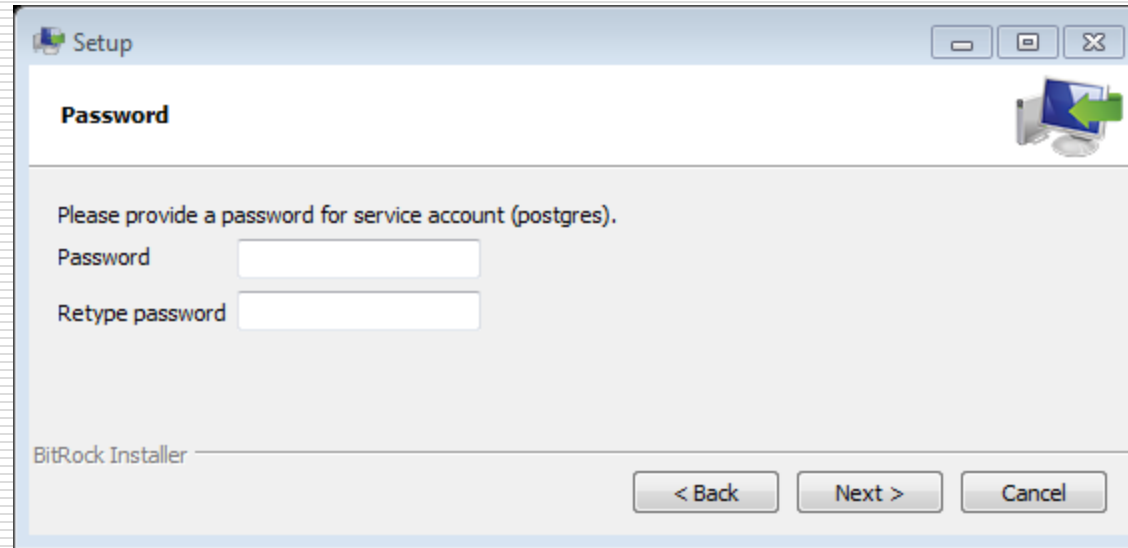 Setup
Password
Please provide a password for service account (postgres).
Password
Retype password
BitRock Installer
< Back Next > Cancel